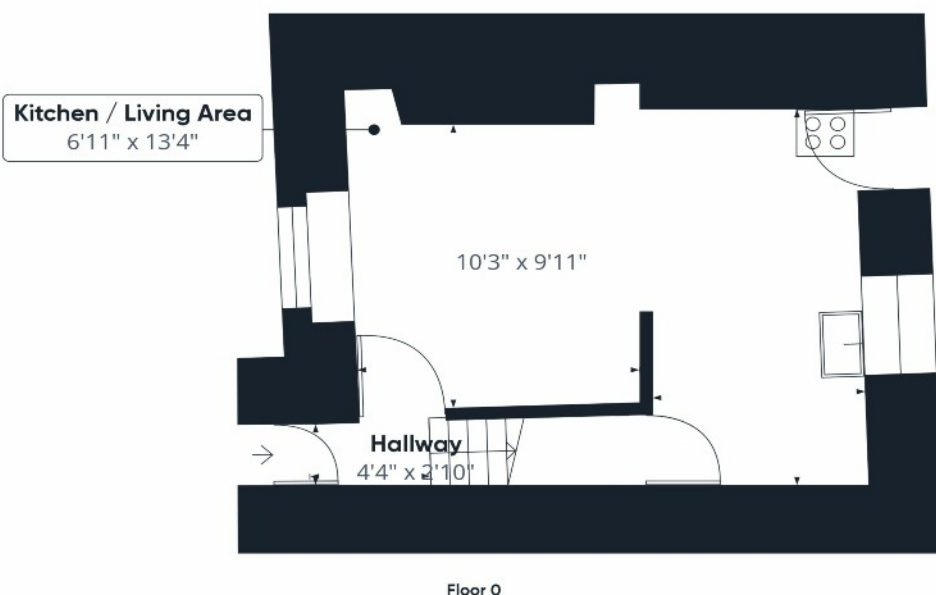 Kitchen / Living Area
6'11" x 13'4"
10'3" x 9'11"
Hallway
4'4" x 2'10"
Floor 0